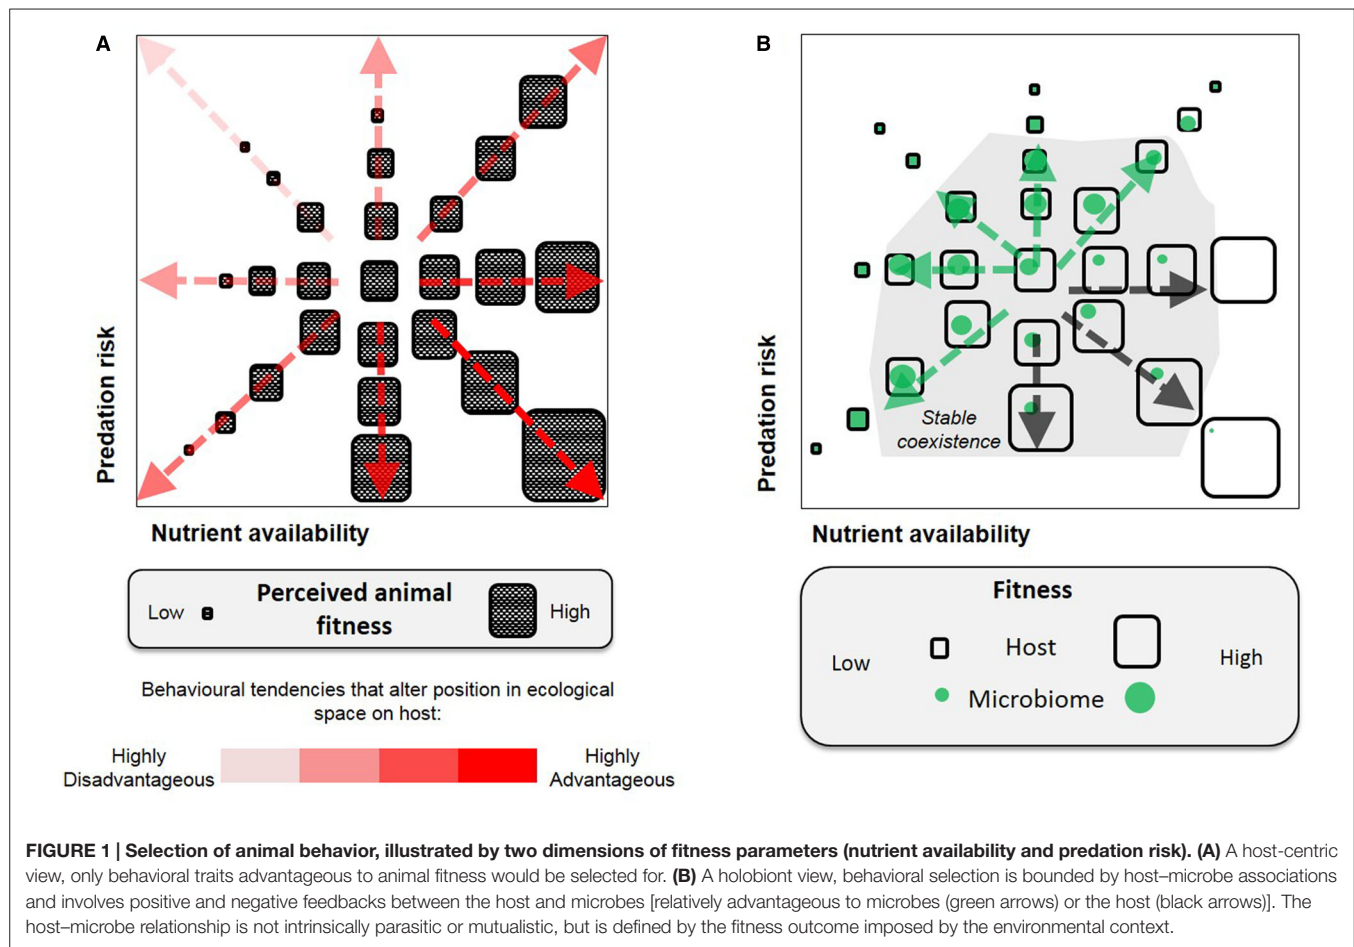 A
Predation risk
Nutrient availability
Low
Perceived animal
fitness
High
Behavioural tendencies that alter position in ecological
space on host:
Highly
Disadvantageous
Highly
Advantageous
B
Predation risk
Stable
coexistence
Nutrient availability
Fitness
Low
Host
High
Microbiome
FIGURE 1 | Selection of animal behavior, illustrated by two dimensions of fitness parameters (nutrient availability and predation risk). (A) A host-centric
view, only behavioral traits advantageous to animal fitness would be selected for. (B) A holobiont view, behavioral selection is bounded by host–microbe associations
and involves positive and negative feedbacks between the host and microbes [relatively advantageous to microbes (green arrows) or the host (black arrows)]. The
host–microbe relationship is not intrinsically parasitic or mutualistic, but is defined by the fitness outcome imposed by the environmental context.